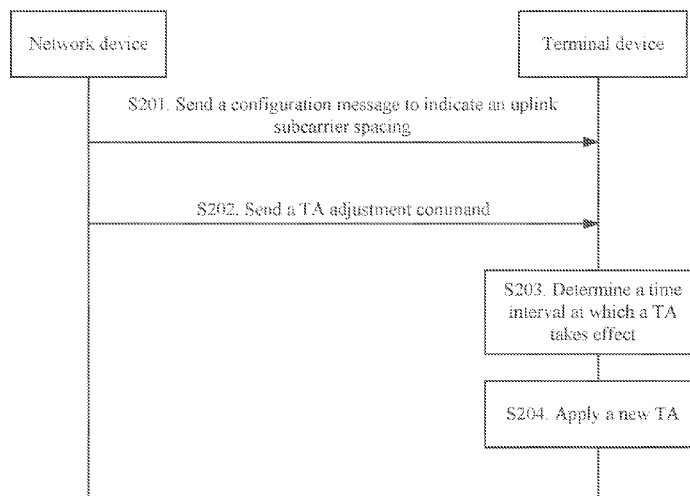 Network device
Terminal device
S201. Send a configuration message to indicate an uplink
subcarrier spacing
S202. Send a TA adjustment command
S203. Determine a time
interval at which a TA
takes effect
S204. Apply a new TA